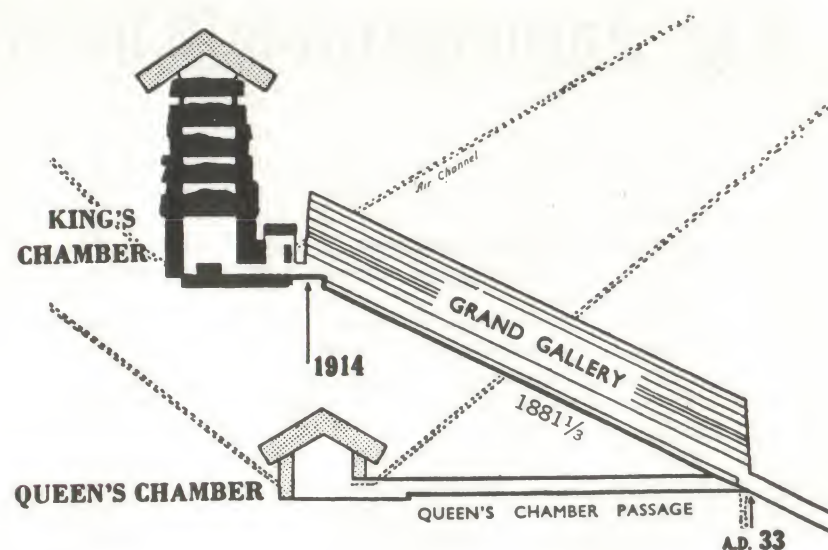 Air Channel
KING'S
CHAMBER
GRAND GALLERY
1914
1881⅓
QUEEN'S CHAMBER
QUEEN'S CHAMBER PASSAGE
A.D. 33